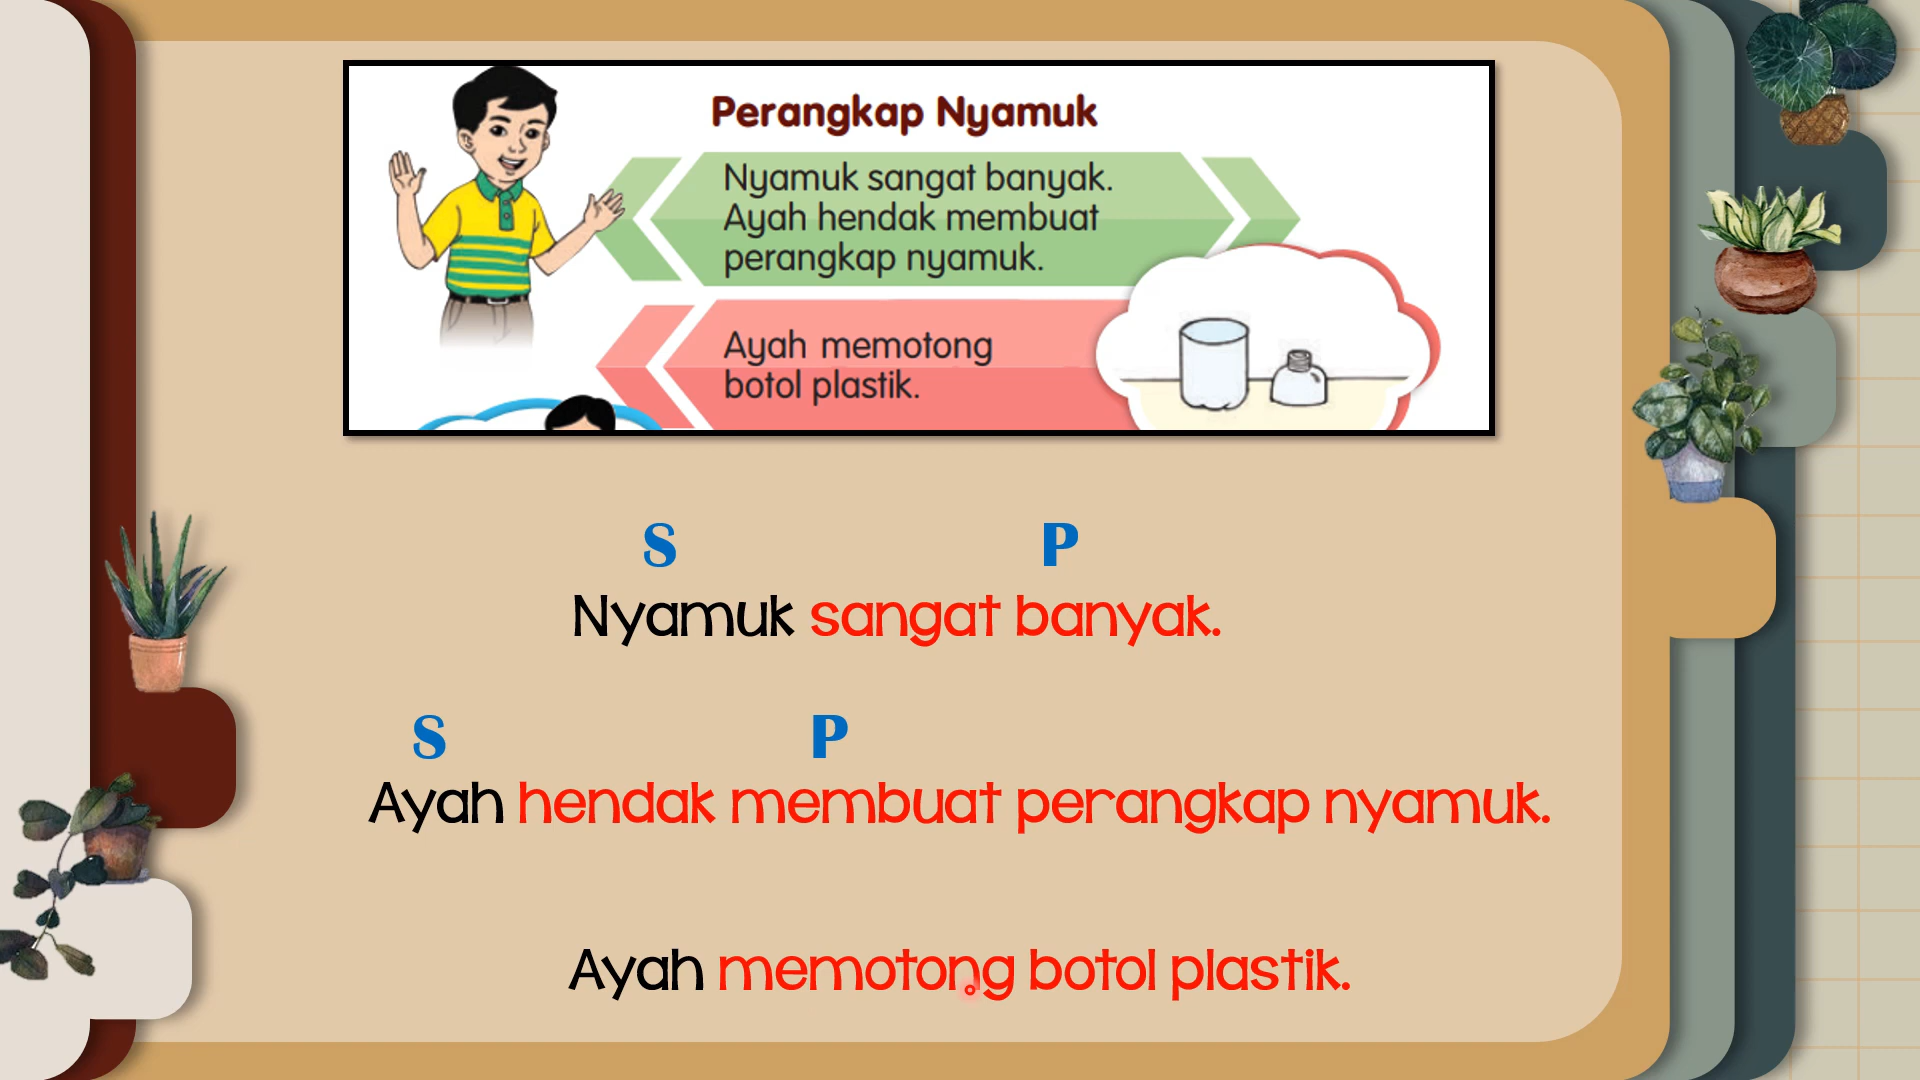 Perangkap Nyamuk
Nyamuk sangat banyak.
Ayah hendak membuat
perangkap nyamuk.
Ayah memotong
botol plastik.
S P
Nyamuk sangat banyak.
S P
Ayah hendak membuat perangkap nyamuk.
Ayah memotong botol plastik.